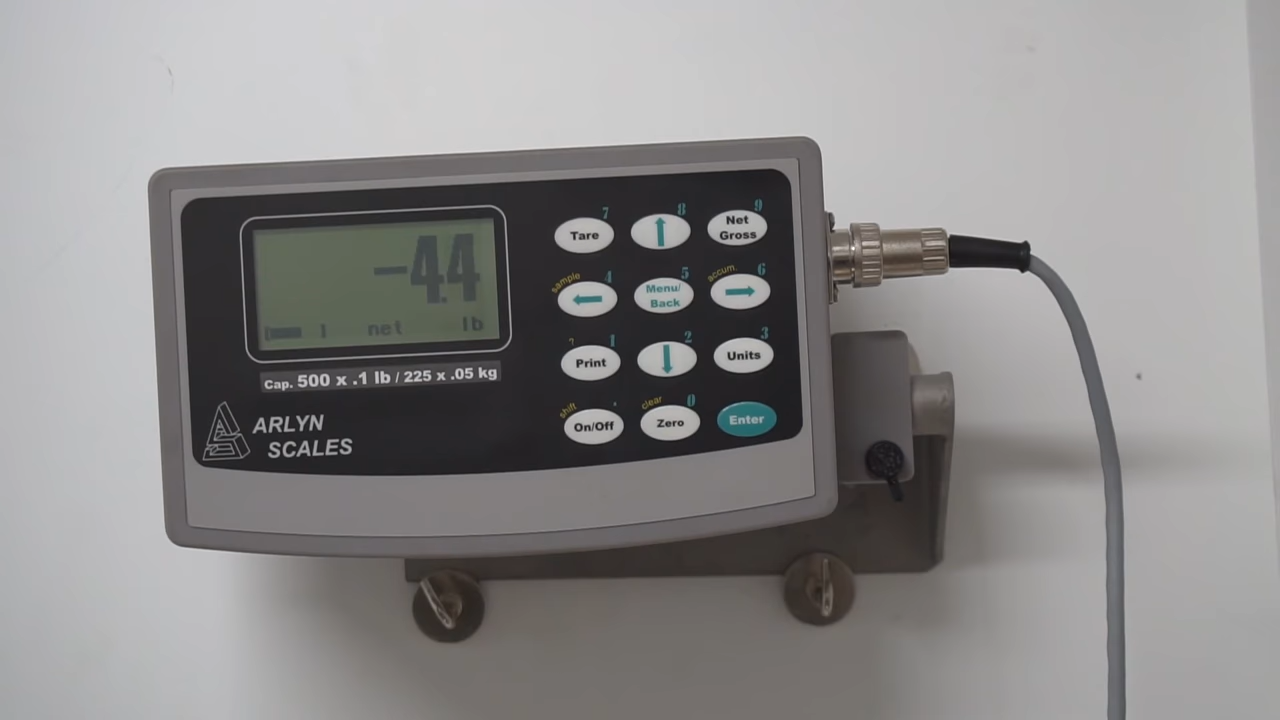 -4.4
net lb
Cap. 500 x .1 lb / 225 x .05 kg
ARLYN
SCALES
7 8 9
Tare
Net
Gross
sample 4 5 accum. 6
Menu/
Back
? 1 2 3
Print
Units
shift . clear 0
On/Off
Zero
Enter